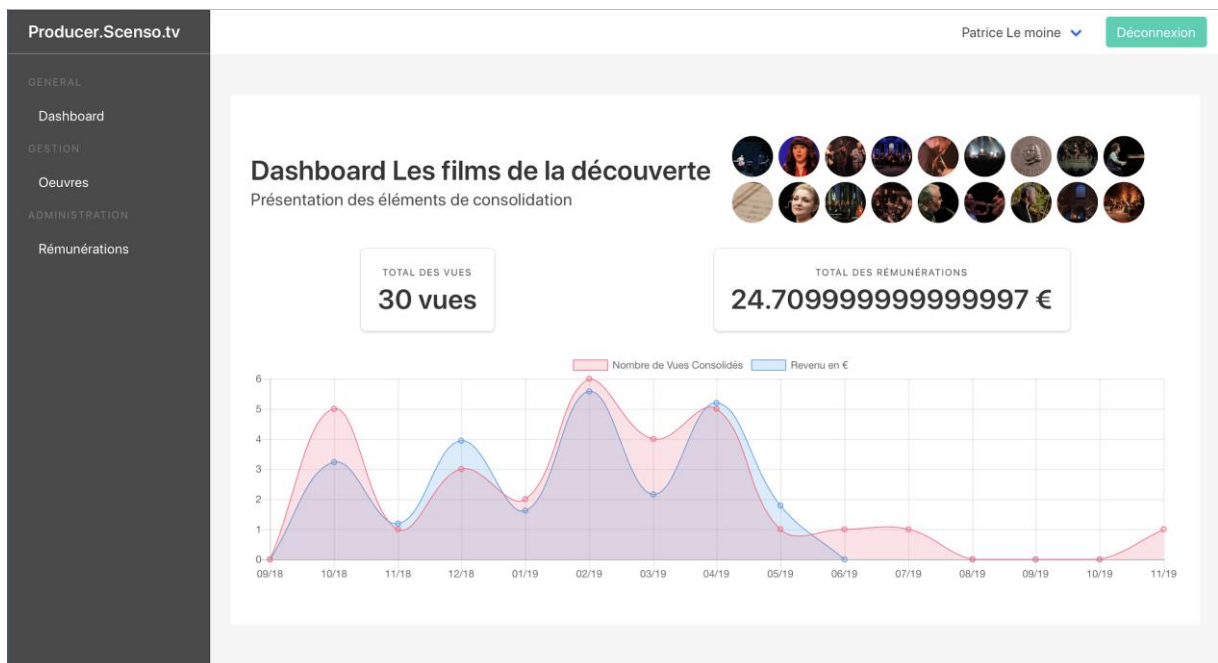 Producer.Scenso.tv
Patrice Le moine
Déconnexion
GENERAL
Dashboard
GESTION
Oeuvres
ADMINISTRATION
Rémunérations
Dashboard Les films de la découverte
Présentation des éléments de consolidation
TOTAL DES VUES
30 vues
TOTAL DES RÉMUNÉRATIONS
24.709999999999997 €
Nombre de Vues Consolidés
Revenu en €
6
5
4
3
2
1
0
09/18 10/18 11/18 12/18 01/19 02/19 03/19 04/19 05/19 06/19 07/19 08/19 09/19 10/19 11/19